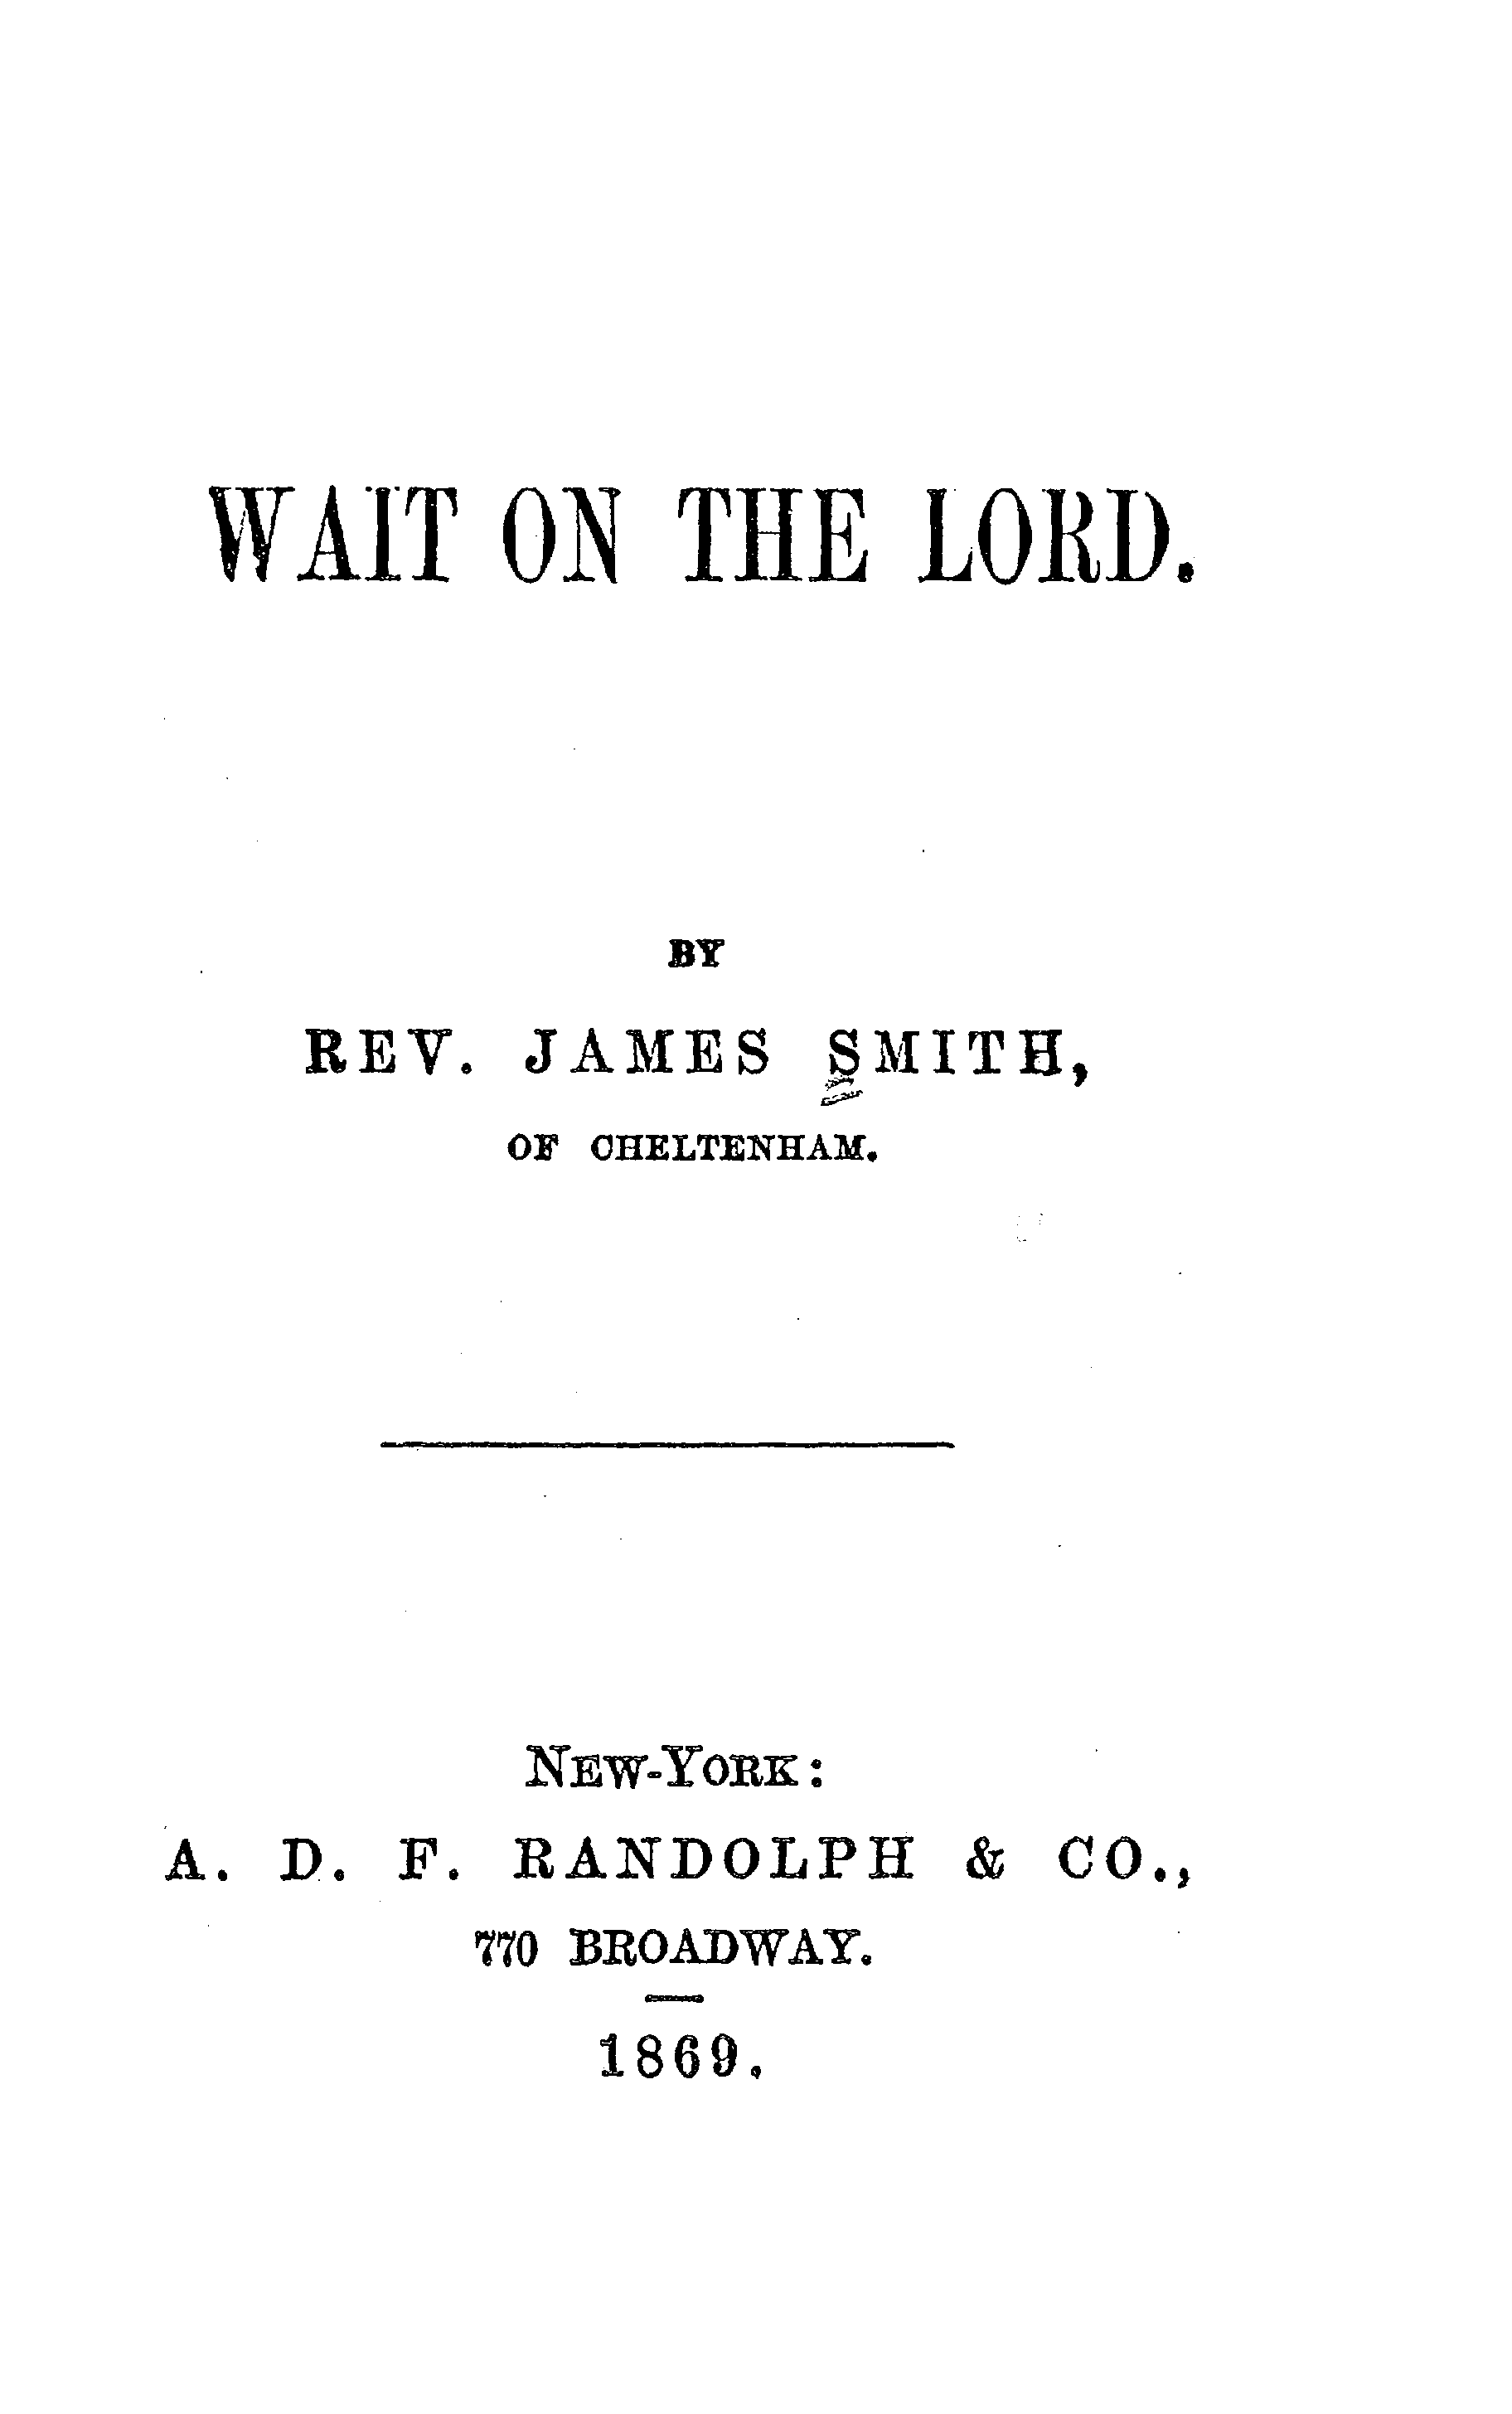 WAIT ON THE LORD.
BY
REV. JAMES SMITH,
OF CHELTENHAM.
NEW-YORK:
A. D. F. RANDOLPH & CO.,
770 BROADWAY.
1869.